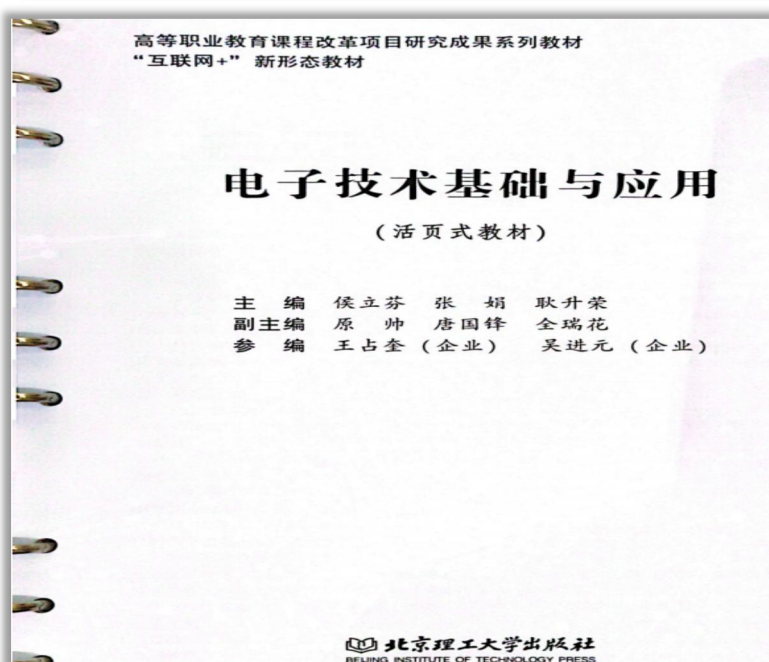 高等职业教育课程改革项目研究成果系列教材
“互联网+”新形态教材
电子技术基础与应用
(活页式教材)
主 编 侯立芬 张 娟 耿升荣
副主编 原 帅 唐国锋 全瑞花
参 编 王占奎(企业) 吴进元(企业)
北京理工大学出版社
BEIJING INSTITUTE OF TECHNOLOGY PRESS